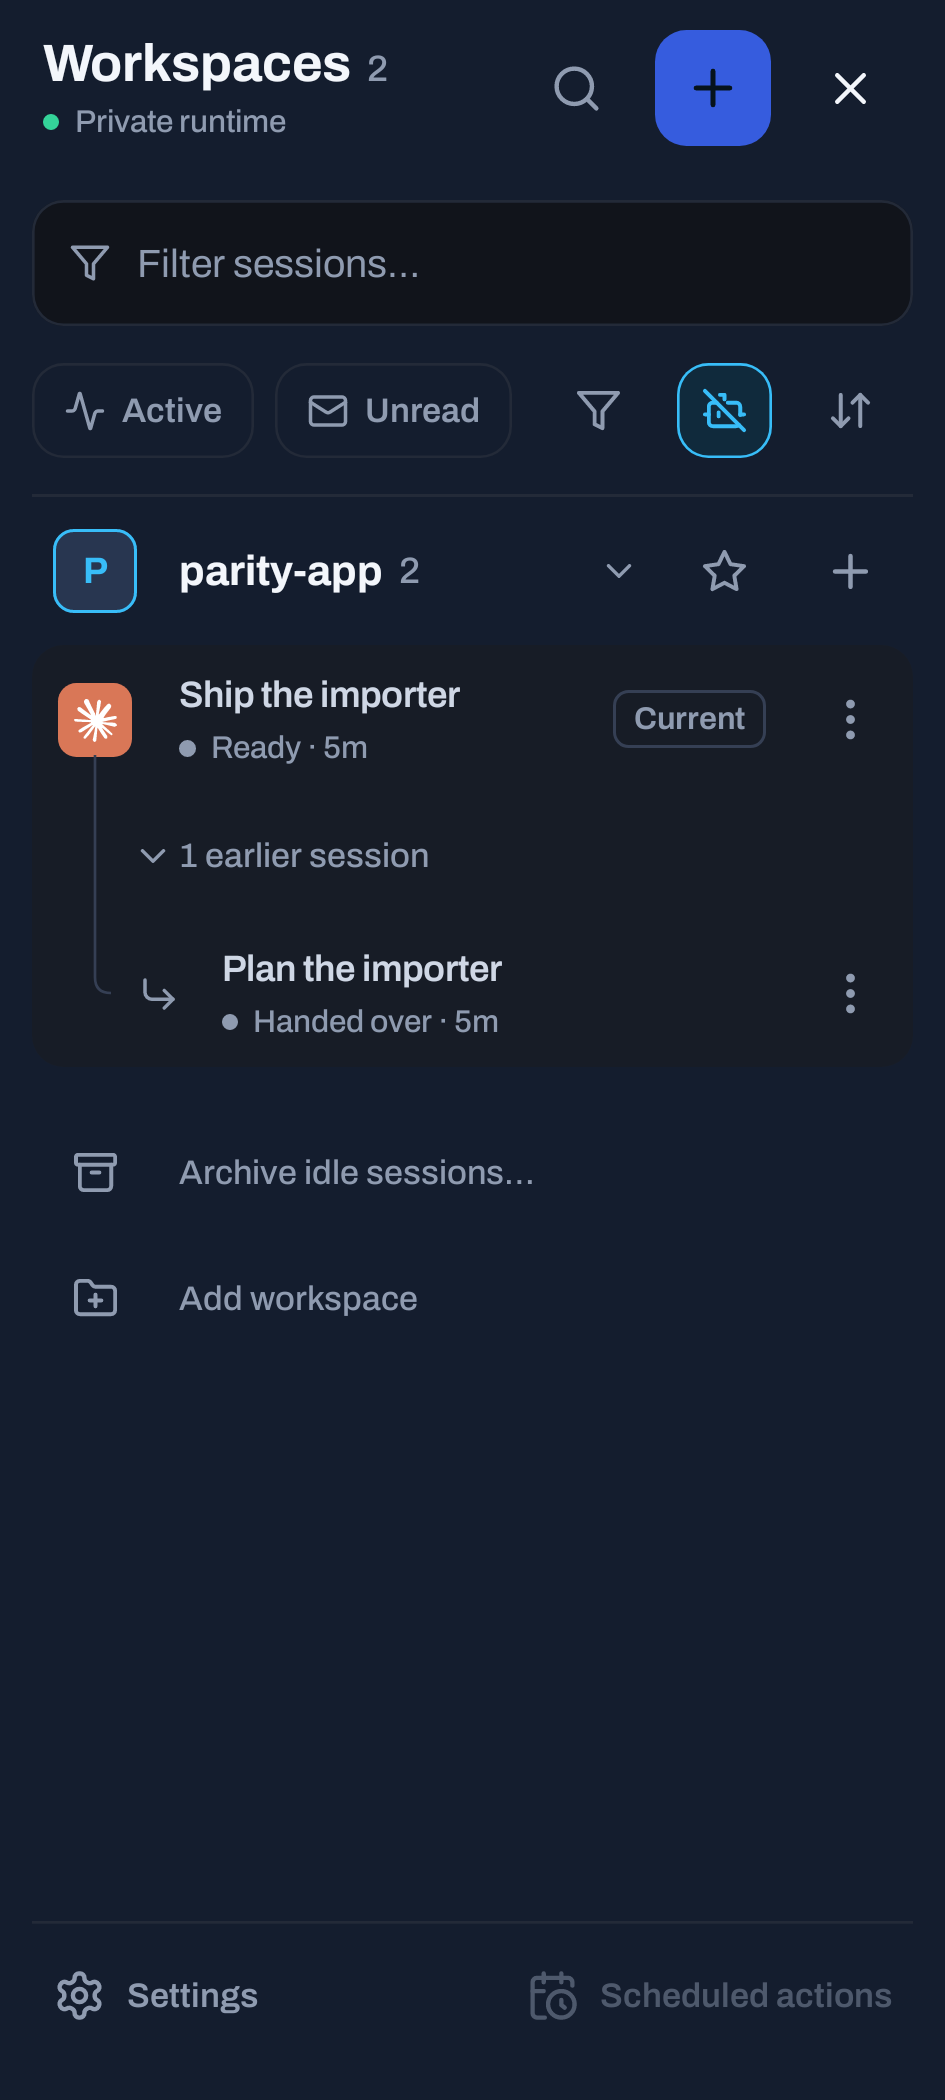 Workspaces 2
Private runtime
Filter sessions...
Active
Unread
P
parity-app 2
Ship the importer
Ready · 5m
Current
1 earlier session
Plan the importer
Handed over · 5m
Archive idle sessions...
Add workspace
Settings
Scheduled actions